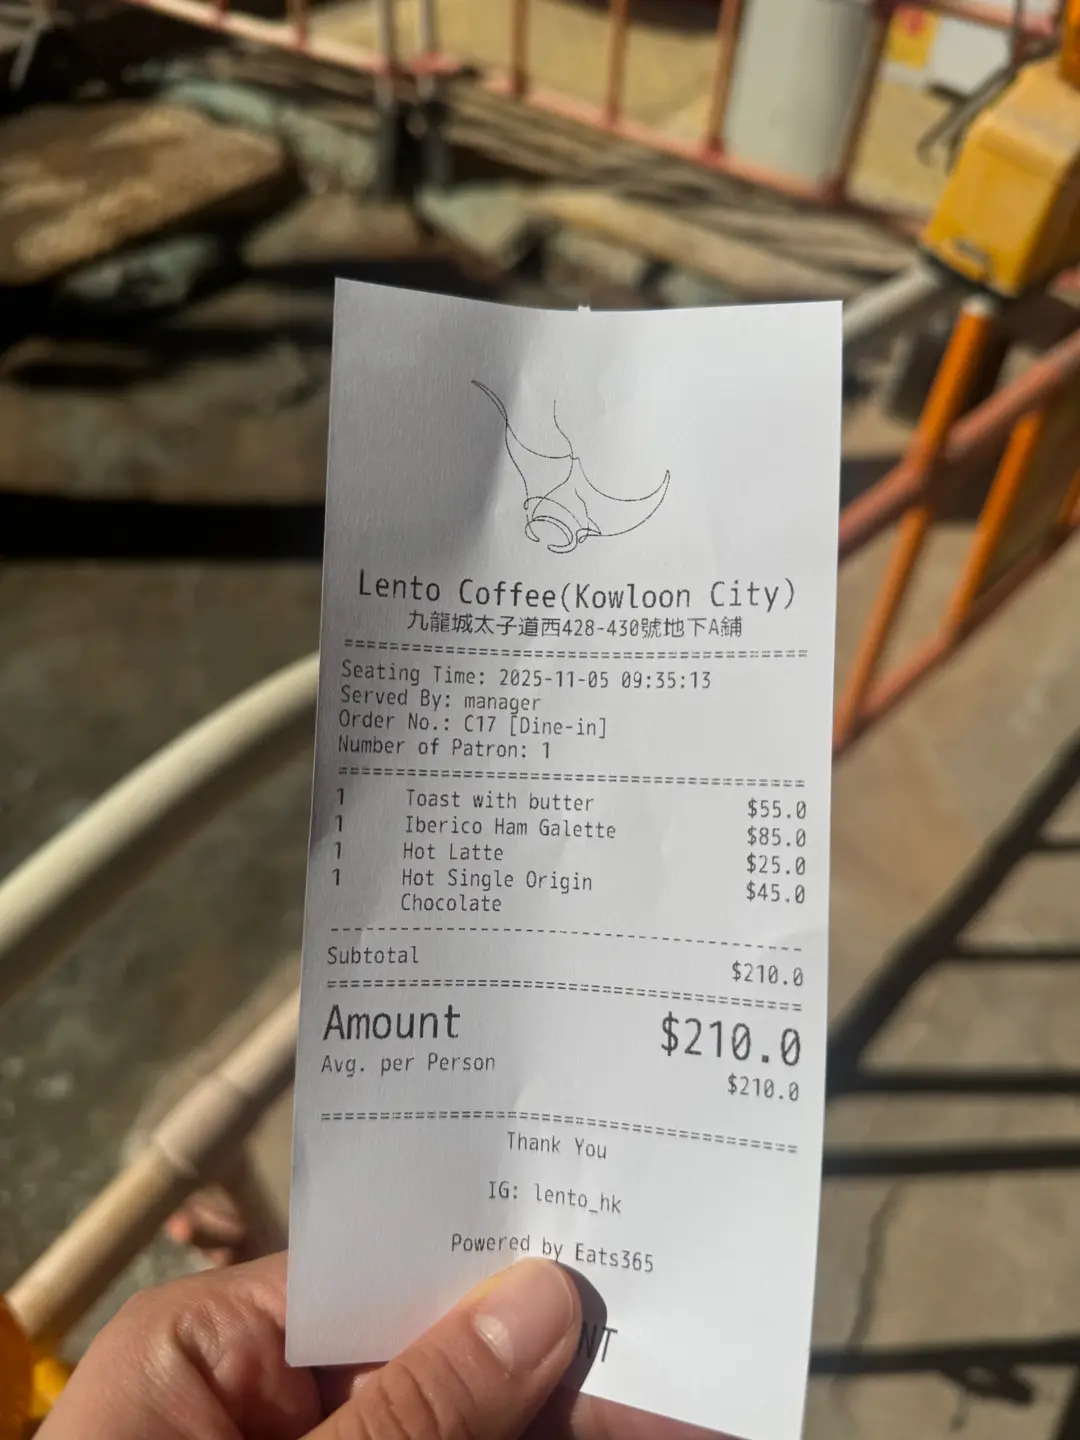 Lento Coffee(Kowloon City)
九龍城太子道西428-430號地下A鋪
Seating Time: 2025-11-05 09:35:13
Served By: manager
Order No.: C17 [Dine-in]
Number of Patron: 1
1 Toast with butter $55.0
1 Iberico Ham Galette $85.0
1 Hot Latte $25.0
1 Hot Single Origin $45.0
Chocolate
Subtotal $210.0
Amount $210.0
Avg. per Person $210.0
Thank You
IG: lento_hk
Powered by Eats365